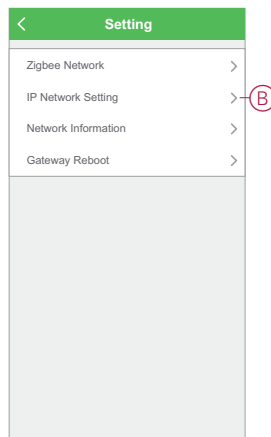 Setting
Zigbee Network
IP Network Setting
B
Network Information
Gateway Reboot